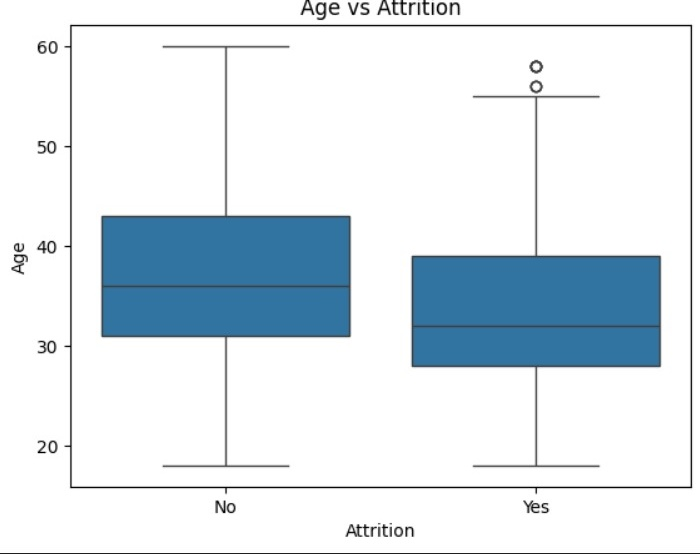 Age vs Attrition
60
50
40
30
20
Age
No
Yes
Attrition